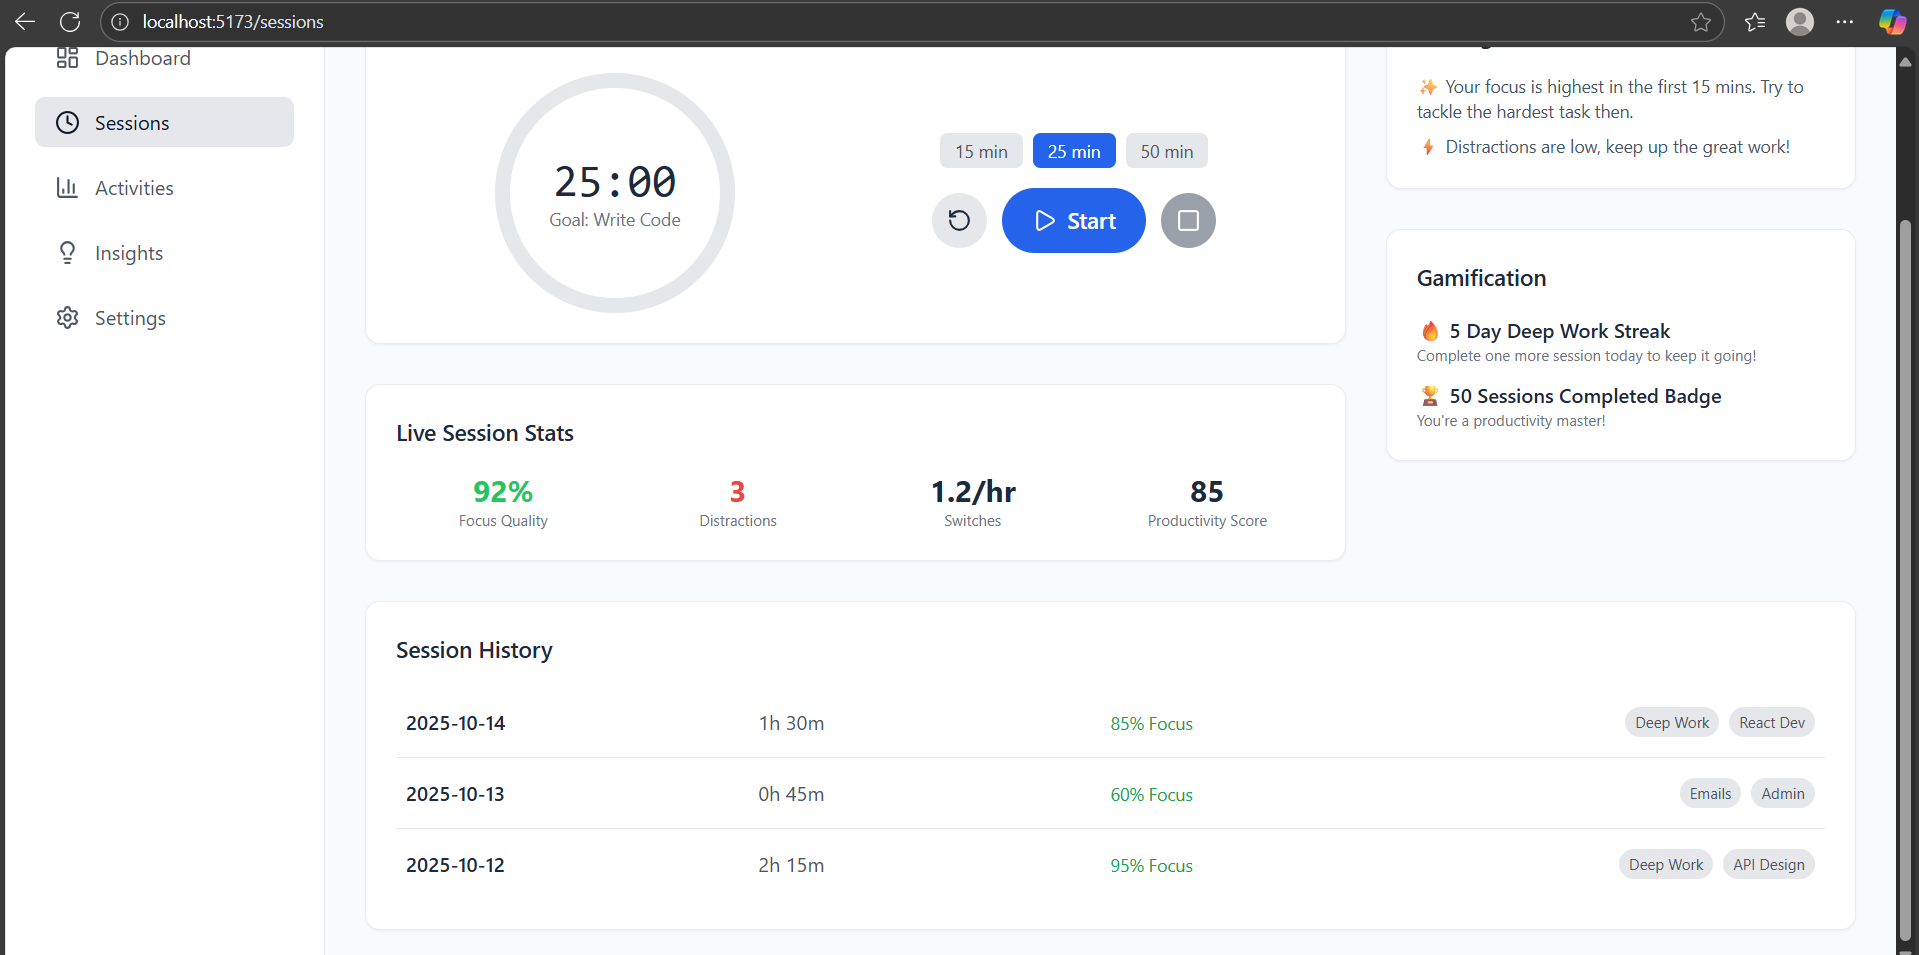 localhost:5173/sessions
Dashboard
Sessions
Activities
Insights
Settings
25:00
Goal: Write Code
15 min
25 min
50 min
Start
✨ Your focus is highest in the first 15 mins. Try to
tackle the hardest task then.
⚡ Distractions are low, keep up the great work!
Gamification
🔥 5 Day Deep Work Streak
Complete one more session today to keep it going!
🏆 50 Sessions Completed Badge
You're a productivity master!
Live Session Stats
92%
Focus Quality
3
Distractions
1.2/hr
Switches
85
Productivity Score
Session History
2025-10-14 1h 30m 85% Focus Deep Work React Dev
2025-10-13 0h 45m 60% Focus Emails Admin
2025-10-12 2h 15m 95% Focus Deep Work API Design